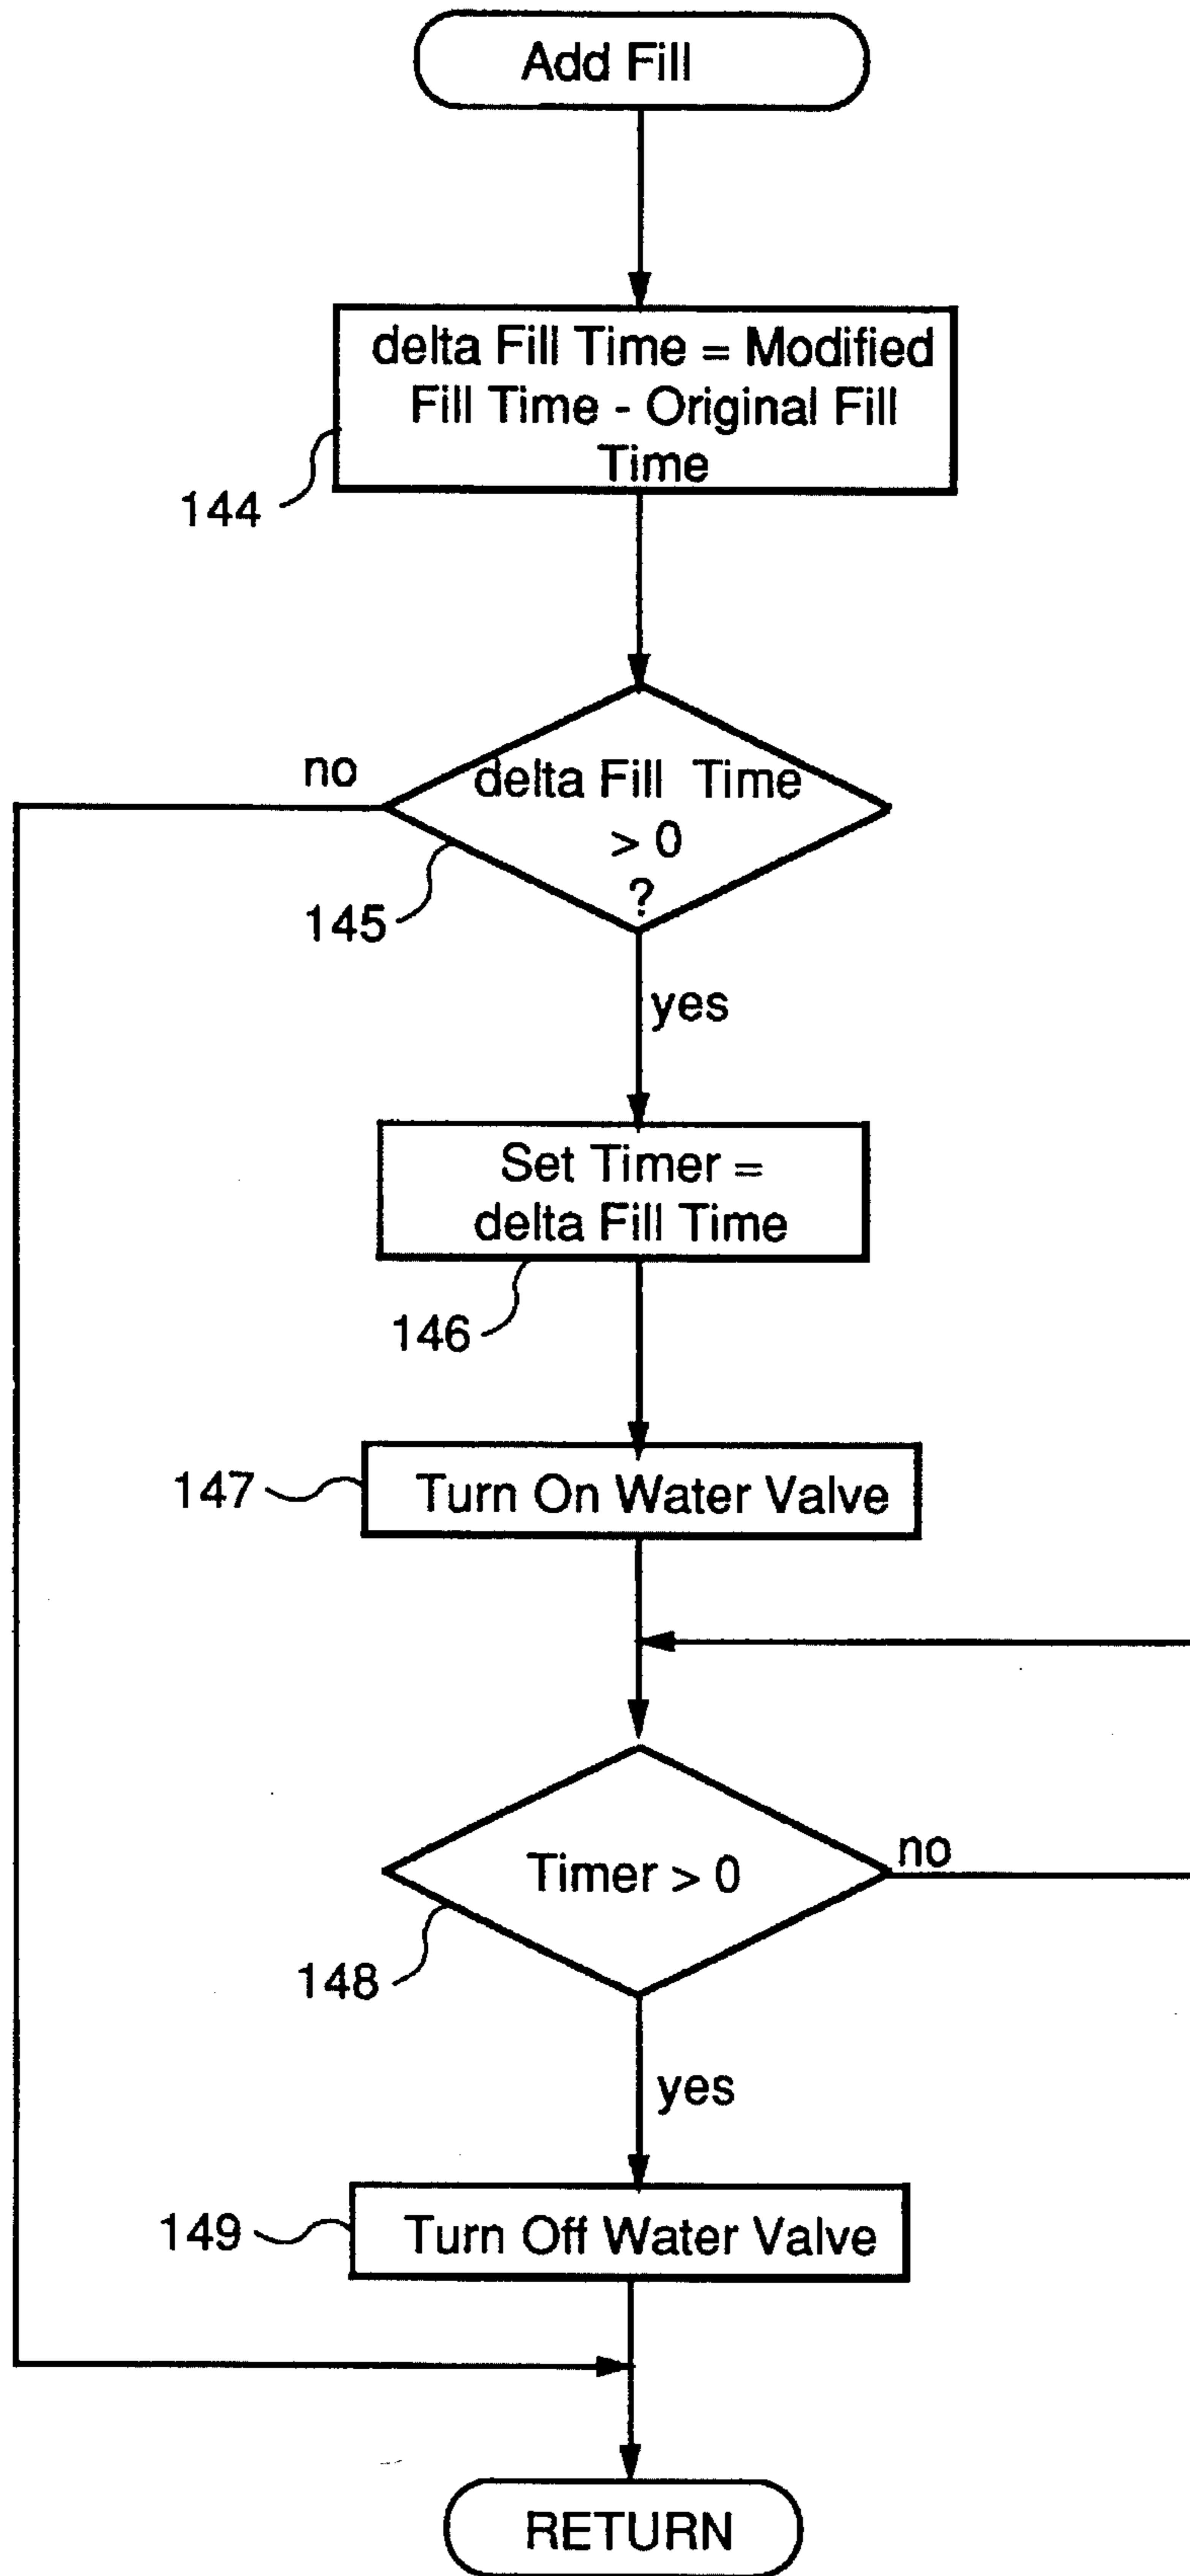 Add Fill
delta Fill Time = Modified
Fill Time - Original Fill
Time
144
no
delta Fill Time
> 0
?
145
yes
Set Timer =
delta Fill Time
146
147
Turn On Water Valve
Timer > 0
no
148
yes
149
Turn Off Water Valve
RETURN